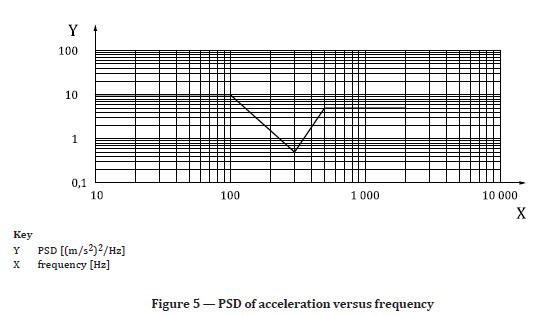 Y
100
10
1
0,1
10 100 1 000 10 000
X
Key
Y PSD [(m/s²)²/Hz]
X frequency [Hz]
Figure 5 — PSD of acceleration versus frequency